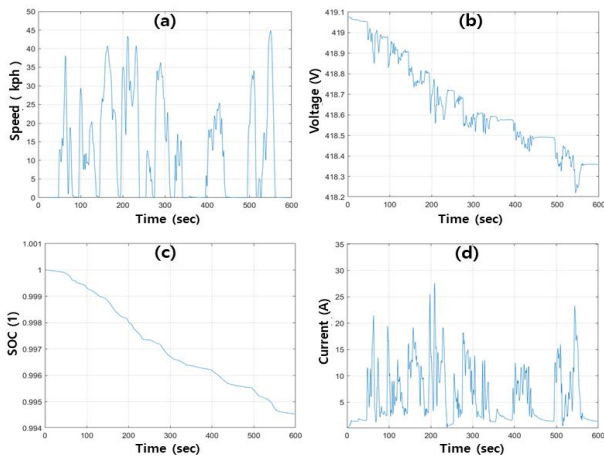 (a)
45
40
35
30
25
20
15
10
5
0
Speed ( kph )
0 100 200 300 400 500 600
Time (sec)
(b)
419.1
419
418.9
418.8
418.7
418.6
418.5
418.4
418.3
418.2
Voltage (V)
0 100 200 300 400 500 600
Time (sec)
(c)
1.001
1
0.999
0.998
0.997
0.996
0.995
0.994
SOC (1)
0 100 200 300 400 500 600
Time (sec)
(d)
35
30
25
20
15
10
5
Current (A)
0 100 200 300 400 500 600
Time (sec)